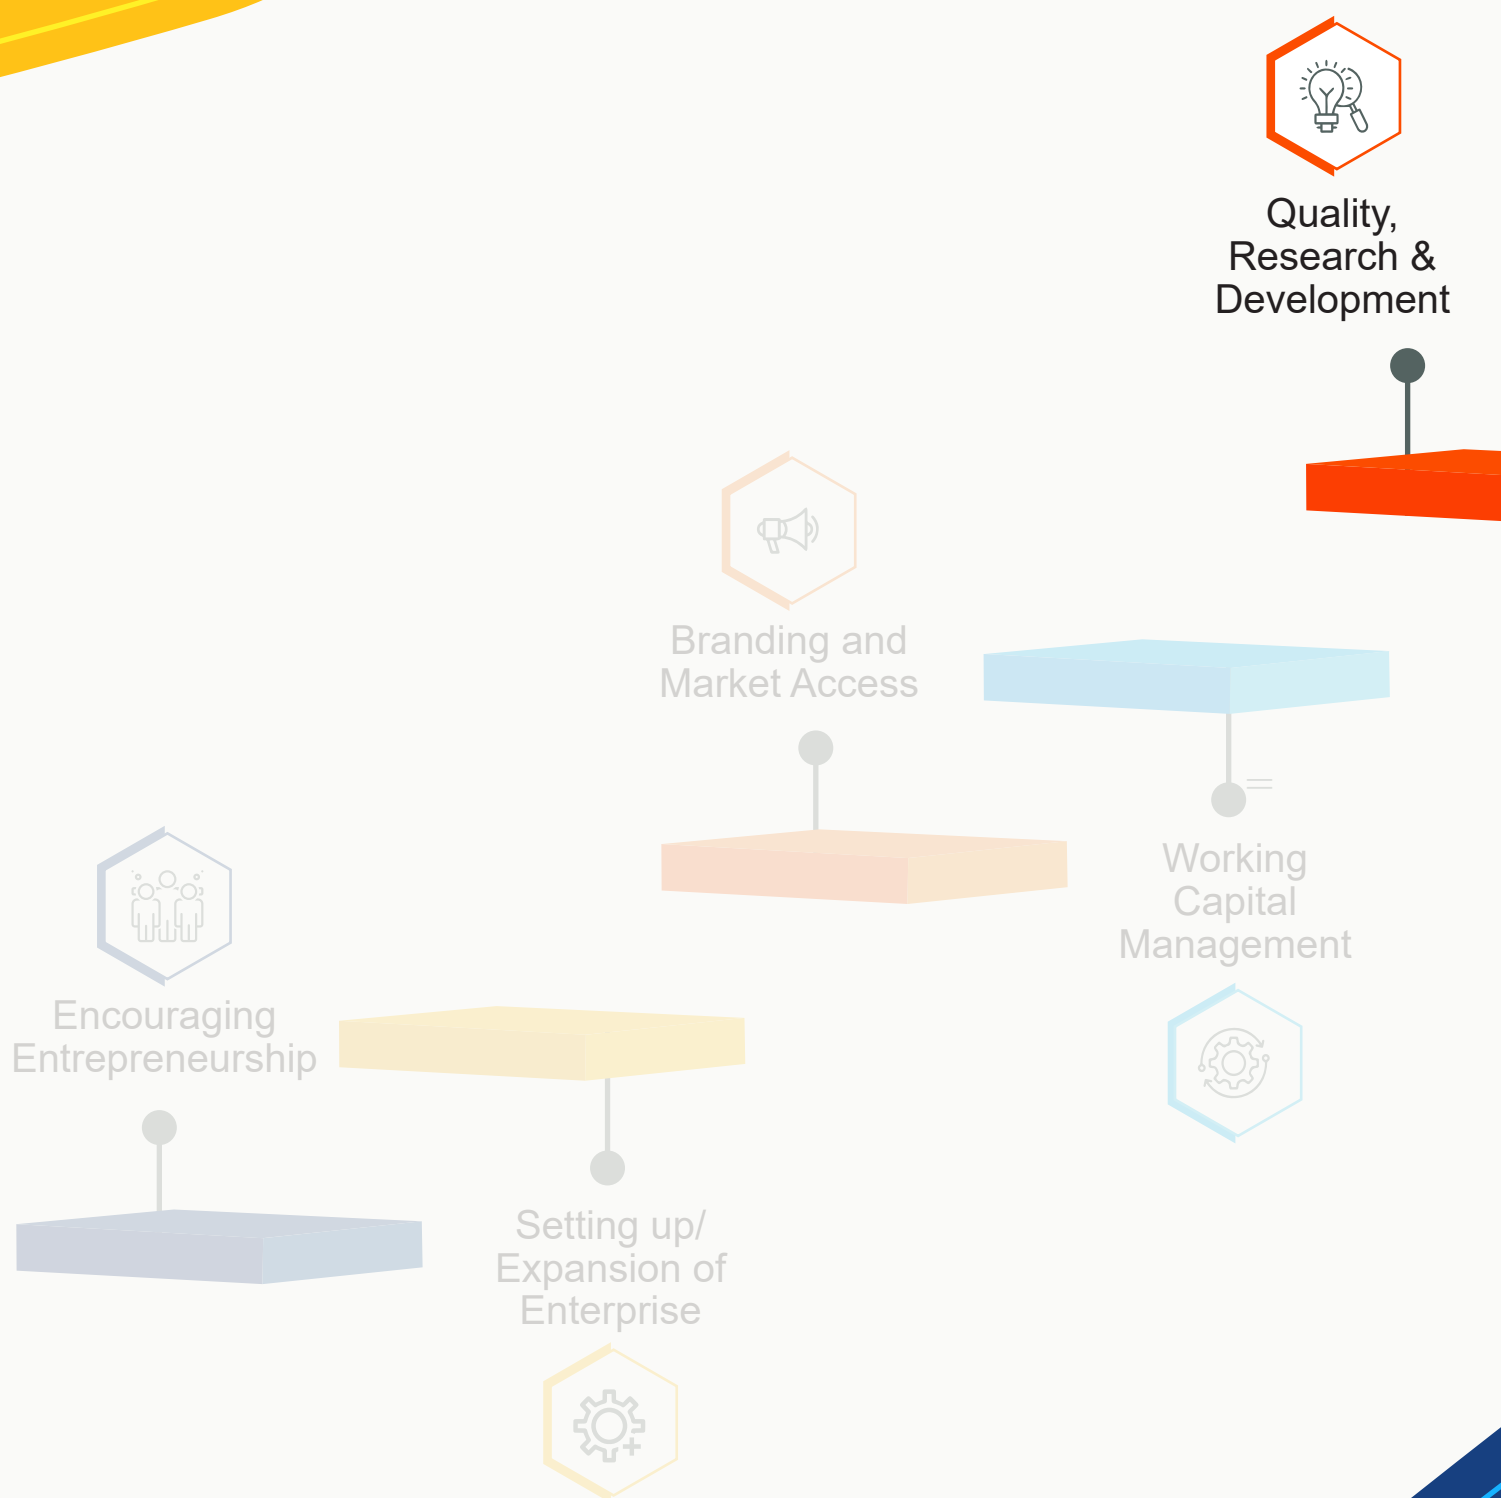 Quality,
Research &
Development
Branding and
Market Access
Working
Capital
Management
Encouraging
Entrepreneurship
Setting up/
Expansion of
Enterprise